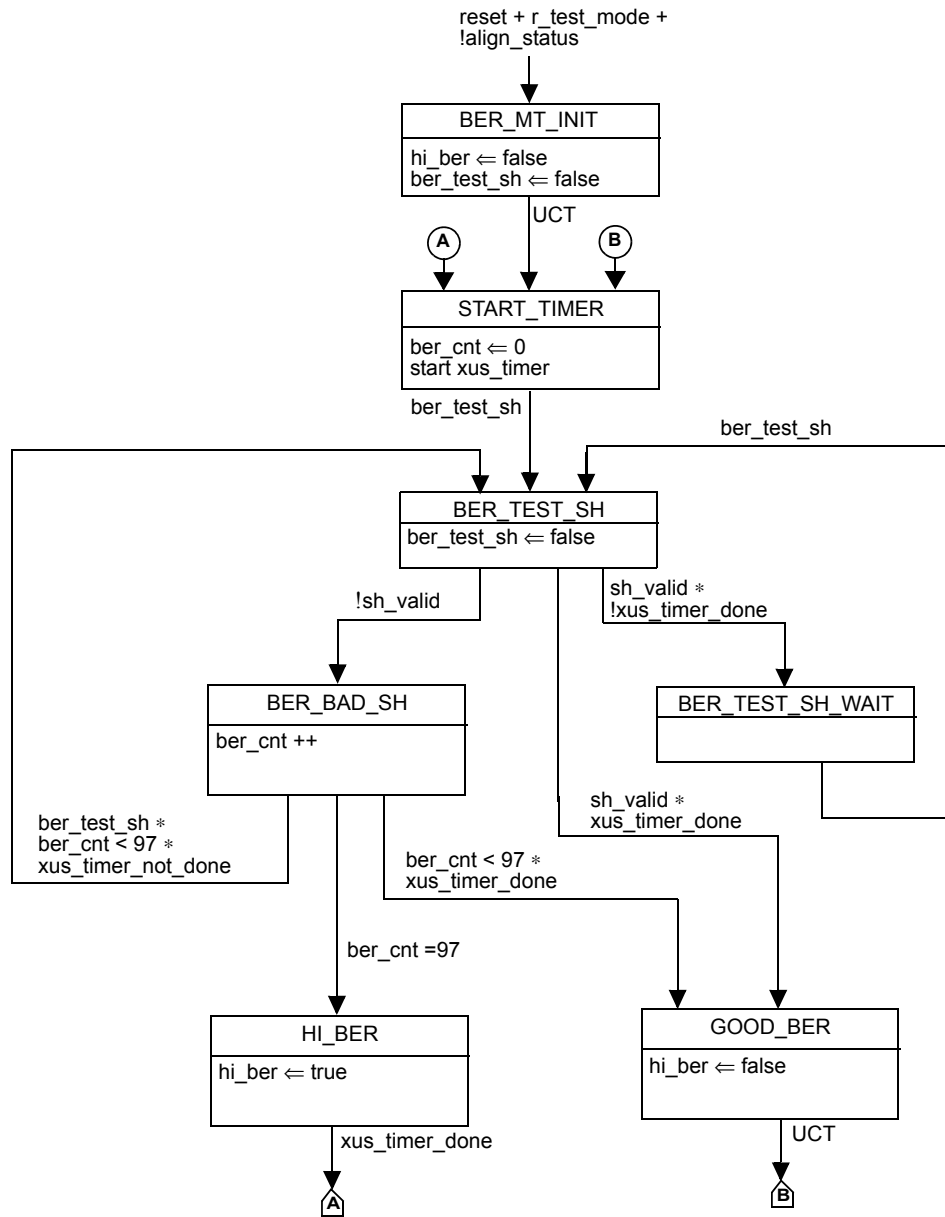 reset + r_test_mode +
!align_status
BER_MT_INIT
hi_ber ⇐ false
ber_test_sh ⇐ false
UCT
A
B
START_TIMER
ber_cnt ⇐ 0
start xus_timer
ber_test_sh
ber_test_sh
BER_TEST_SH
ber_test_sh ⇐ false
!sh_valid
sh_valid *
!xus_timer_done
BER_BAD_SH
ber_cnt ++
BER_TEST_SH_WAIT
sh_valid *
xus_timer_done
ber_test_sh *
ber_cnt < 97 *
xus_timer_not_done
ber_cnt < 97 *
xus_timer_done
ber_cnt =97
HI_BER
hi_ber ⇐ true
GOOD_BER
hi_ber ⇐ false
xus_timer_done
UCT
A
B